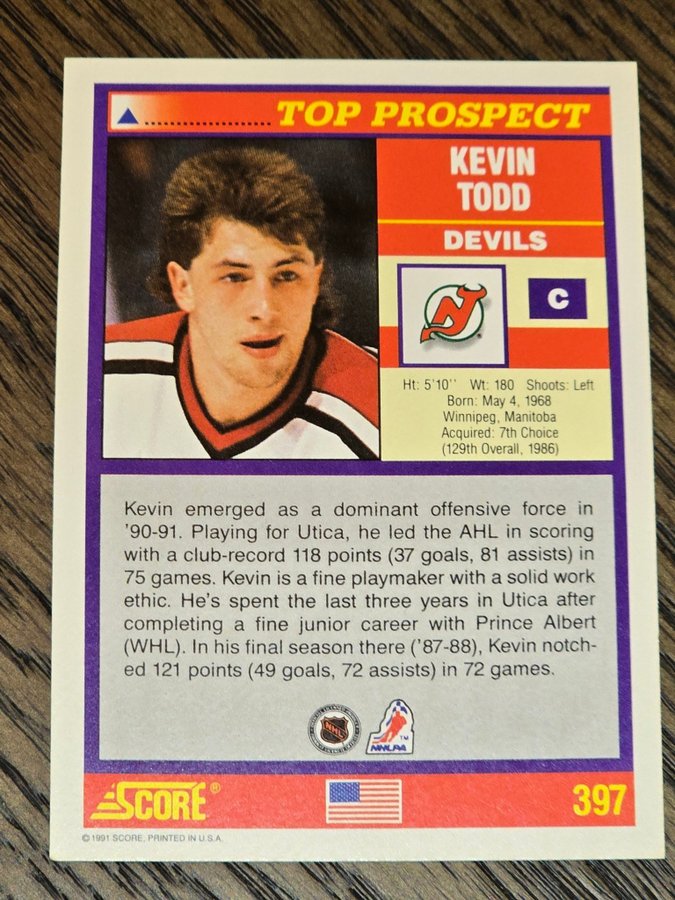 TOP PROSPECT
KEVIN
TODD
DEVILS
NJ
C
Ht: 5'10'' Wt: 180 Shoots: Left
Born: May 4, 1968
Winnipeg, Manitoba
Acquired: 7th Choice
(129th Overall, 1986)
Kevin emerged as a dominant offensive force in
'90-91. Playing for Utica, he led the AHL in scoring
with a club-record 118 points (37 goals, 81 assists) in
75 games. Kevin is a fine playmaker with a solid work
ethic. He's spent the last three years in Utica after
completing a fine junior career with Prince Albert
(WHL). In his final season there ('87-88), Kevin notch-
ed 121 points (49 goals, 72 assists) in 72 games.
NHL
NHLPA TM
SCORE®
397
© 1991 SCORE, PRINTED IN U.S.A.